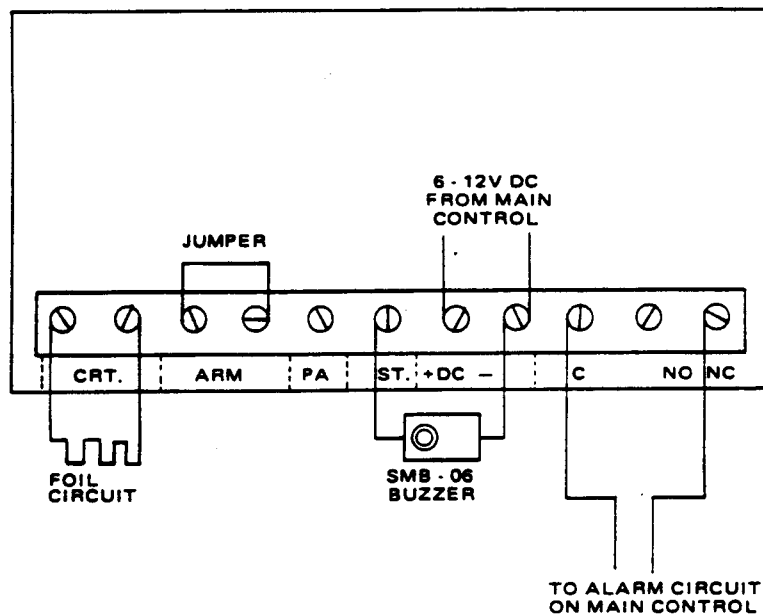 6 - 12V DC
FROM MAIN
CONTROL
JUMPER
CRT. ARM PA ST. +DC - C NO NC
FOIL
CIRCUIT
SMB - 06
BUZZER
TO ALARM CIRCUIT
ON MAIN CONTROL